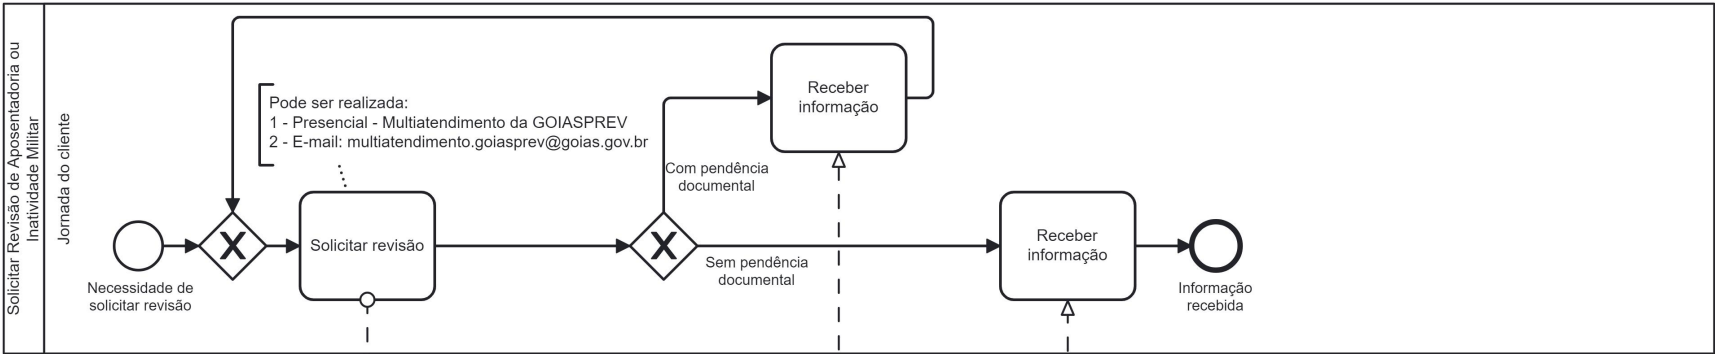 Solicitar Revisão de Aposentadoria ou
Inatividade Militar
Jornada do cliente
Necessidade de
solicitar revisão
X
Pode ser realizada:
1 - Presencial - Multiatendimento da GOIASPREV
2 - E-mail: multiatendimento.goiasprev@goias.gov.br
Solicitar revisão
X
Com pendência
documental
Receber
informação
Sem pendência
documental
Receber
informação
Informação
recebida